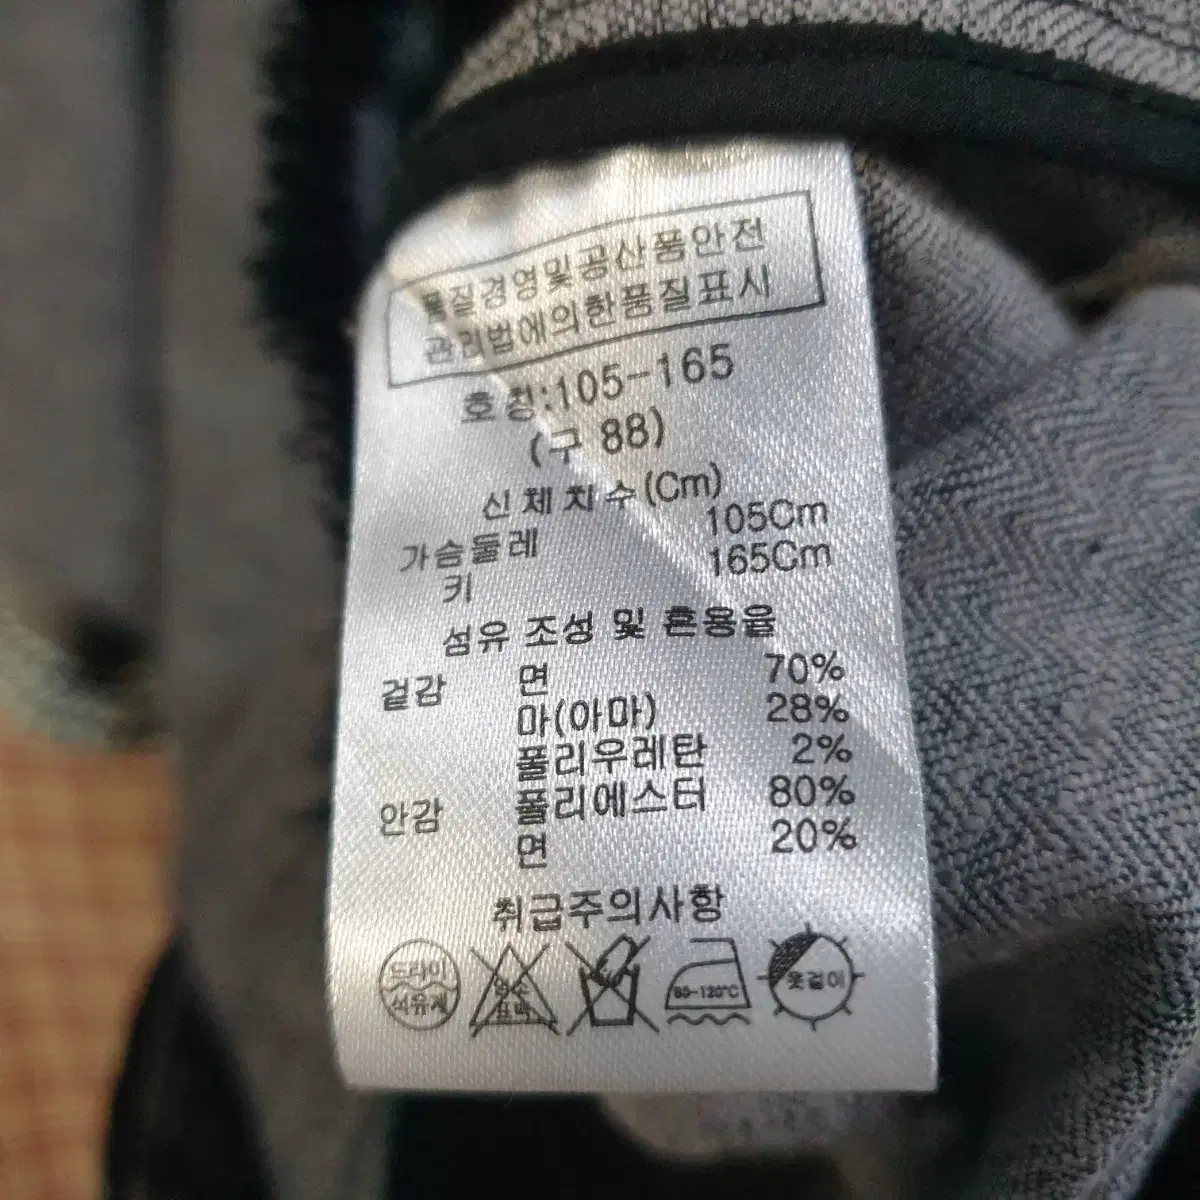 품질경영및공산품안전
관리법에의한품질표시
호칭:105-165
(구 88)
신체치수(Cm)
가슴둘레 105Cm
키 165Cm
섬유 조성 및 혼용율
겉감 면 70%
마(아마) 28%
폴리우레탄 2%
안감 폴리에스터 80%
면 20%
취급주의사항
드라이
석유계
염소
표백
80-120℃
옷걸이